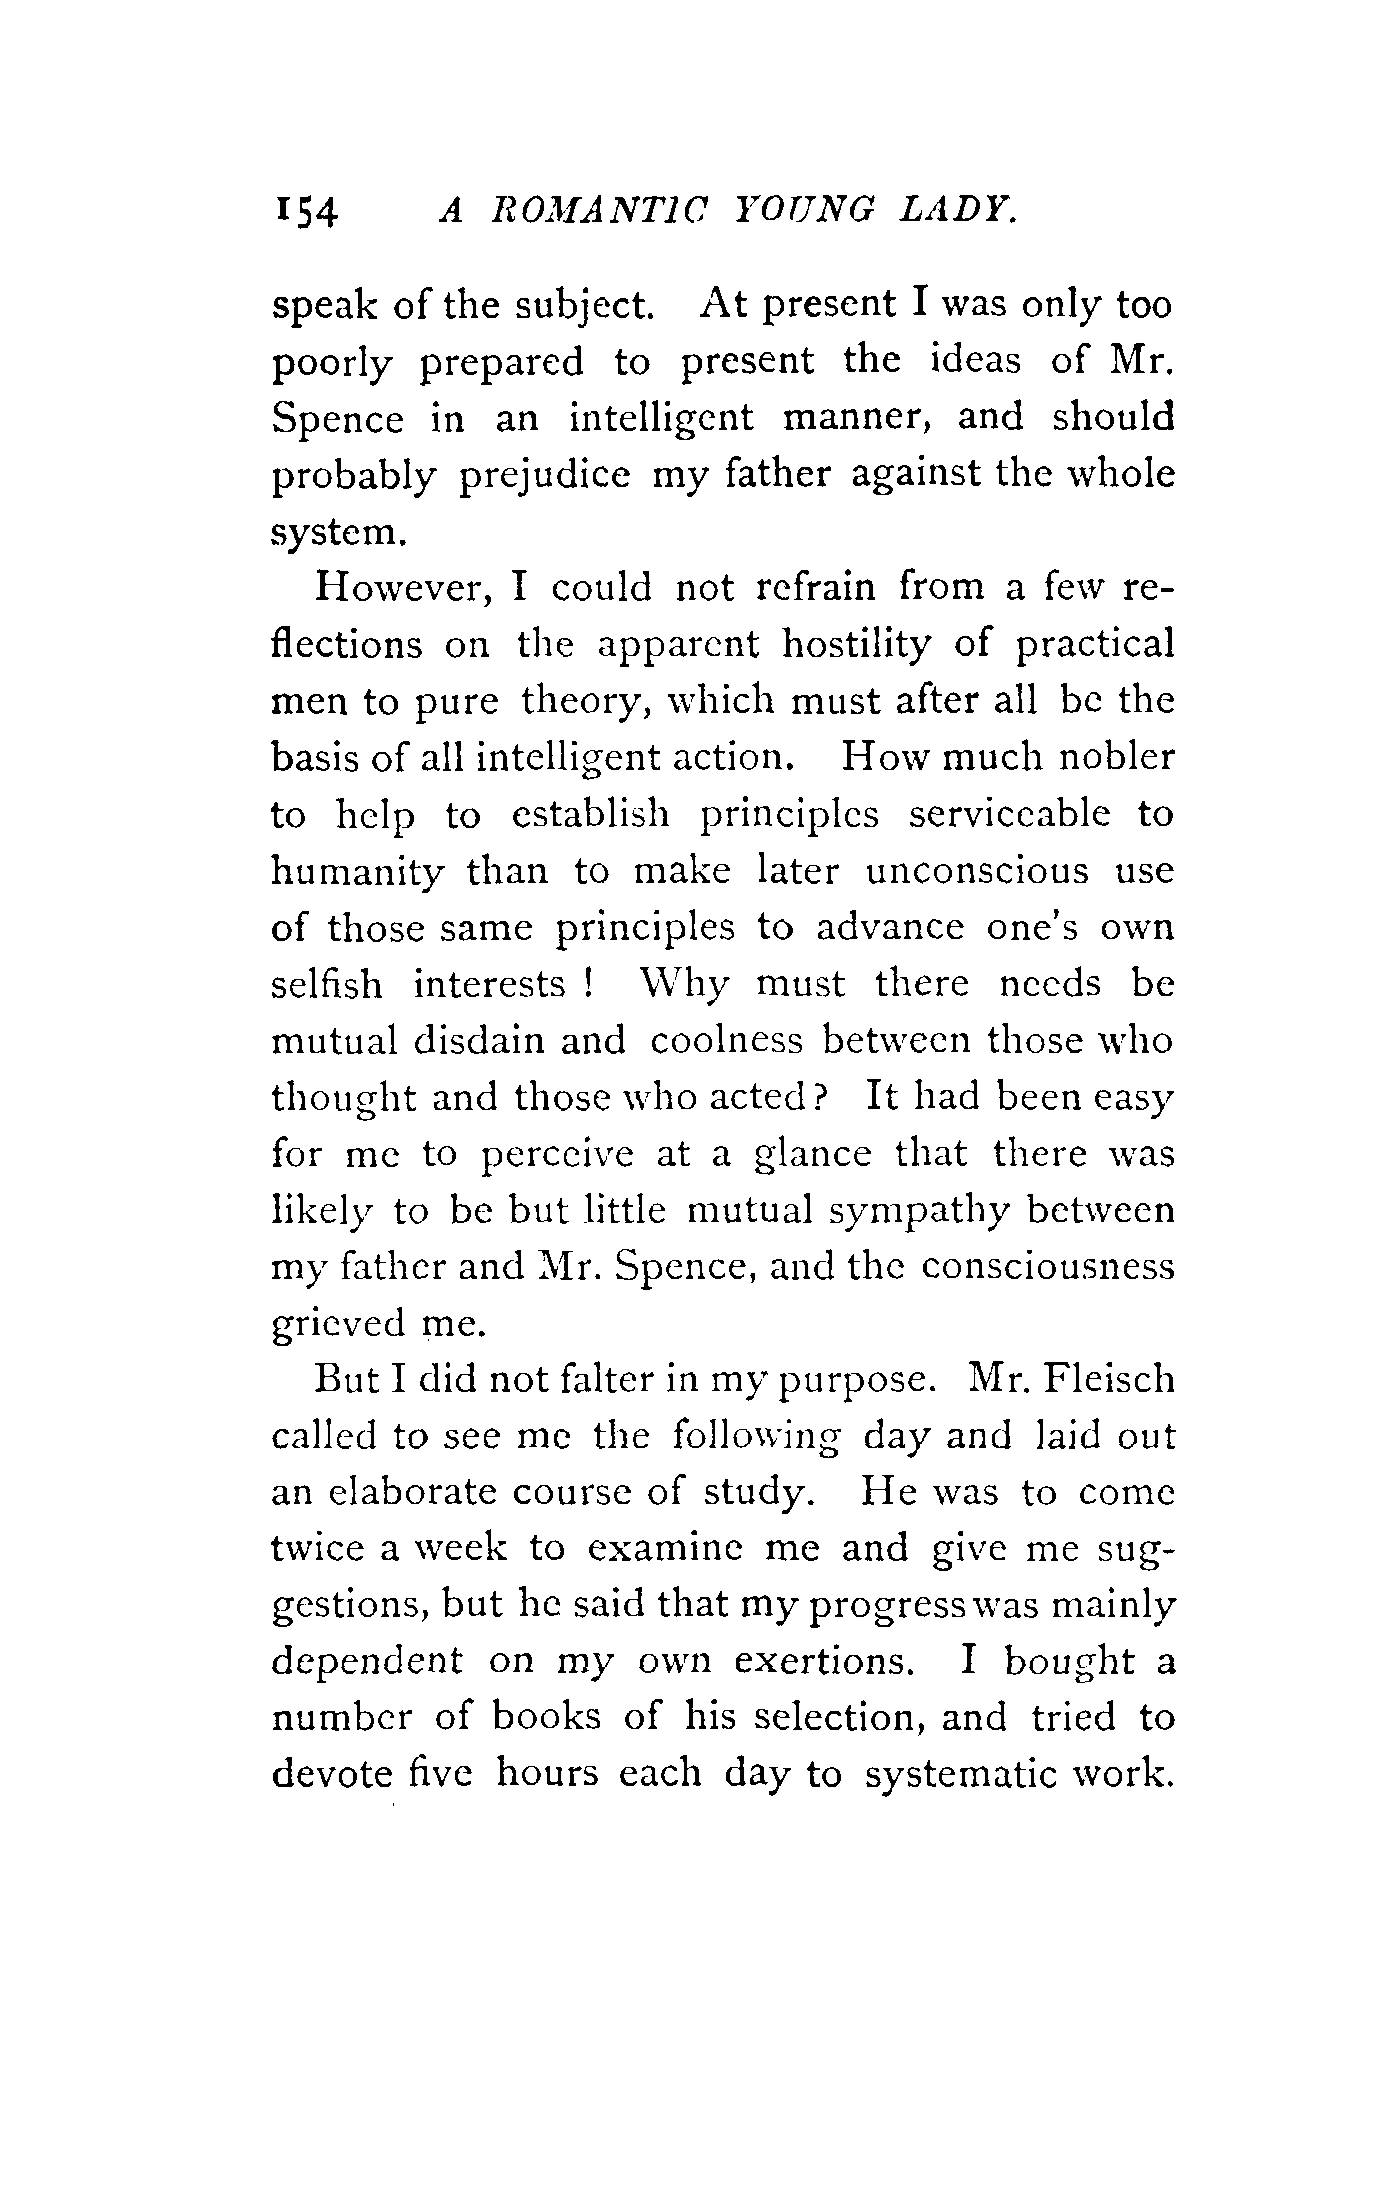 154 A ROMANTIC YOUNG LADY.
speak of the subject. At present I was only too
poorly prepared to present the ideas of Mr.
Spence in an intelligent manner, and should
probably prejudice my father against the whole
system.
However, I could not refrain from a few re-
flections on the apparent hostility of practical
men to pure theory, which must after all be the
basis of all intelligent action. How much nobler
to help to establish principles serviceable to
humanity than to make later unconscious use
of those same principles to advance one's own
selfish interests ! Why must there needs be
mutual disdain and coolness between those who
thought and those who acted? It had been easy
for me to perceive at a glance that there was
likely to be but little mutual sympathy between
my father and Mr. Spence, and the consciousness
grieved me.
But I did not falter in my purpose. Mr. Fleisch
called to see me the following day and laid out
an elaborate course of study. He was to come
twice a week to examine me and give me sug-
gestions, but he said that my progress was mainly
dependent on my own exertions. I bought a
number of books of his selection, and tried to
devote five hours each day to systematic work.